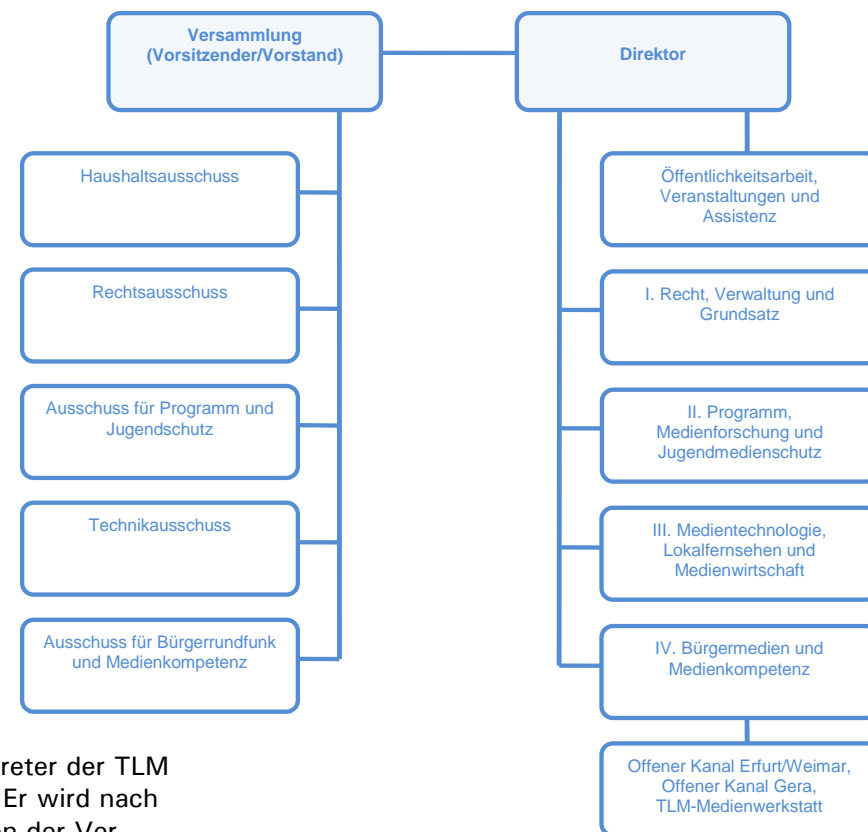 Versammlung
(Vorsitzender/Vorstand)
Direktor
Haushaltsausschuss
Rechtsausschuss
Ausschuss für Programm und
Jugendschutz
Technikausschuss
Ausschuss für Bürgerrundfunk
und Medienkompetenz
Öffentlichkeitsarbeit,
Veranstaltungen und
Assistenz
I. Recht, Verwaltung und
Grundsatz
II. Programm,
Medienforschung und
Jugendmedienschutz
III. Medientechnologie,
Lokalfernsehen und
Medienwirtschaft
IV. Bürgermedien und
Medienkompetenz
Offener Kanal Erfurt/Weimar,
Offener Kanal Gera,
TLM-Medienwerkstatt
reter der TLM
Er wird nach
n der Ver